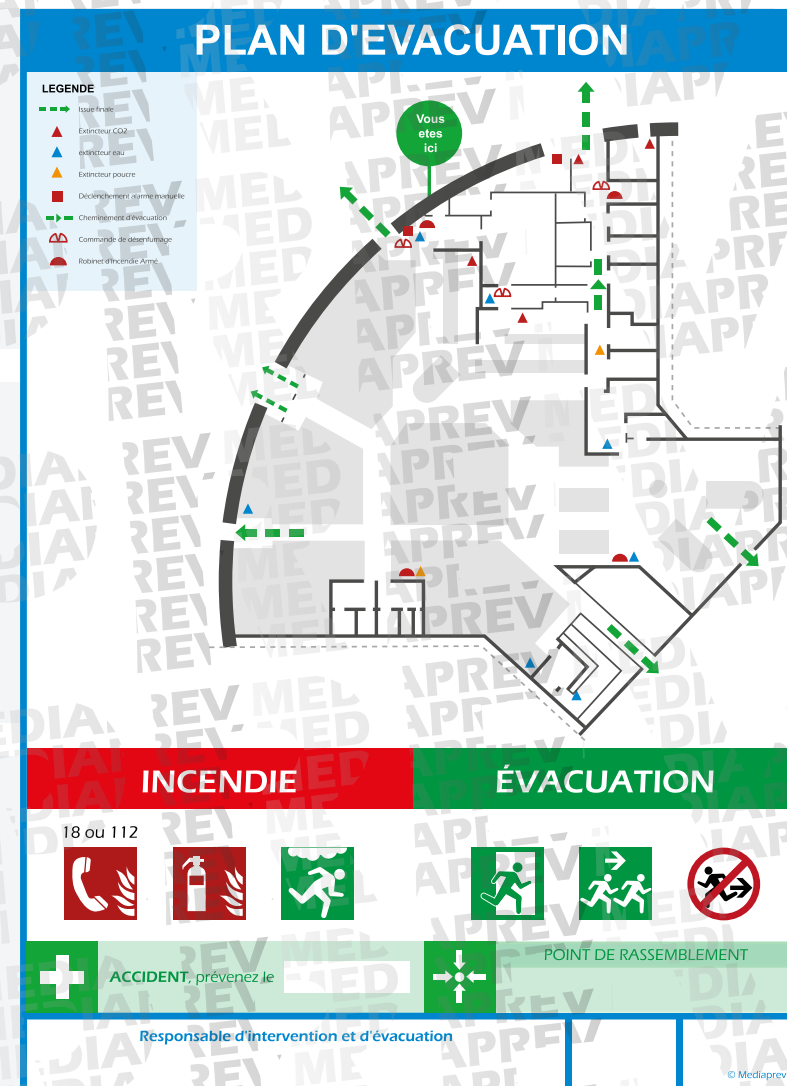 PLAN D'EVACUATION
LEGENDE
Issue finale
Extincteur CO2
extincteur eau
Extincteur poucre
Déclenchement alarme manuelle
Cheminement d'évacuation
Commande de désenfumage
Robinet d'Incendie Armé
Vous
etes
ici
INCENDIE
ÉVACUATION
18 ou 112
ACCIDENT, prévenez le
POINT DE RASSEMBLEMENT
Responsable d'intervention et d'évacuation
© Mediaprev